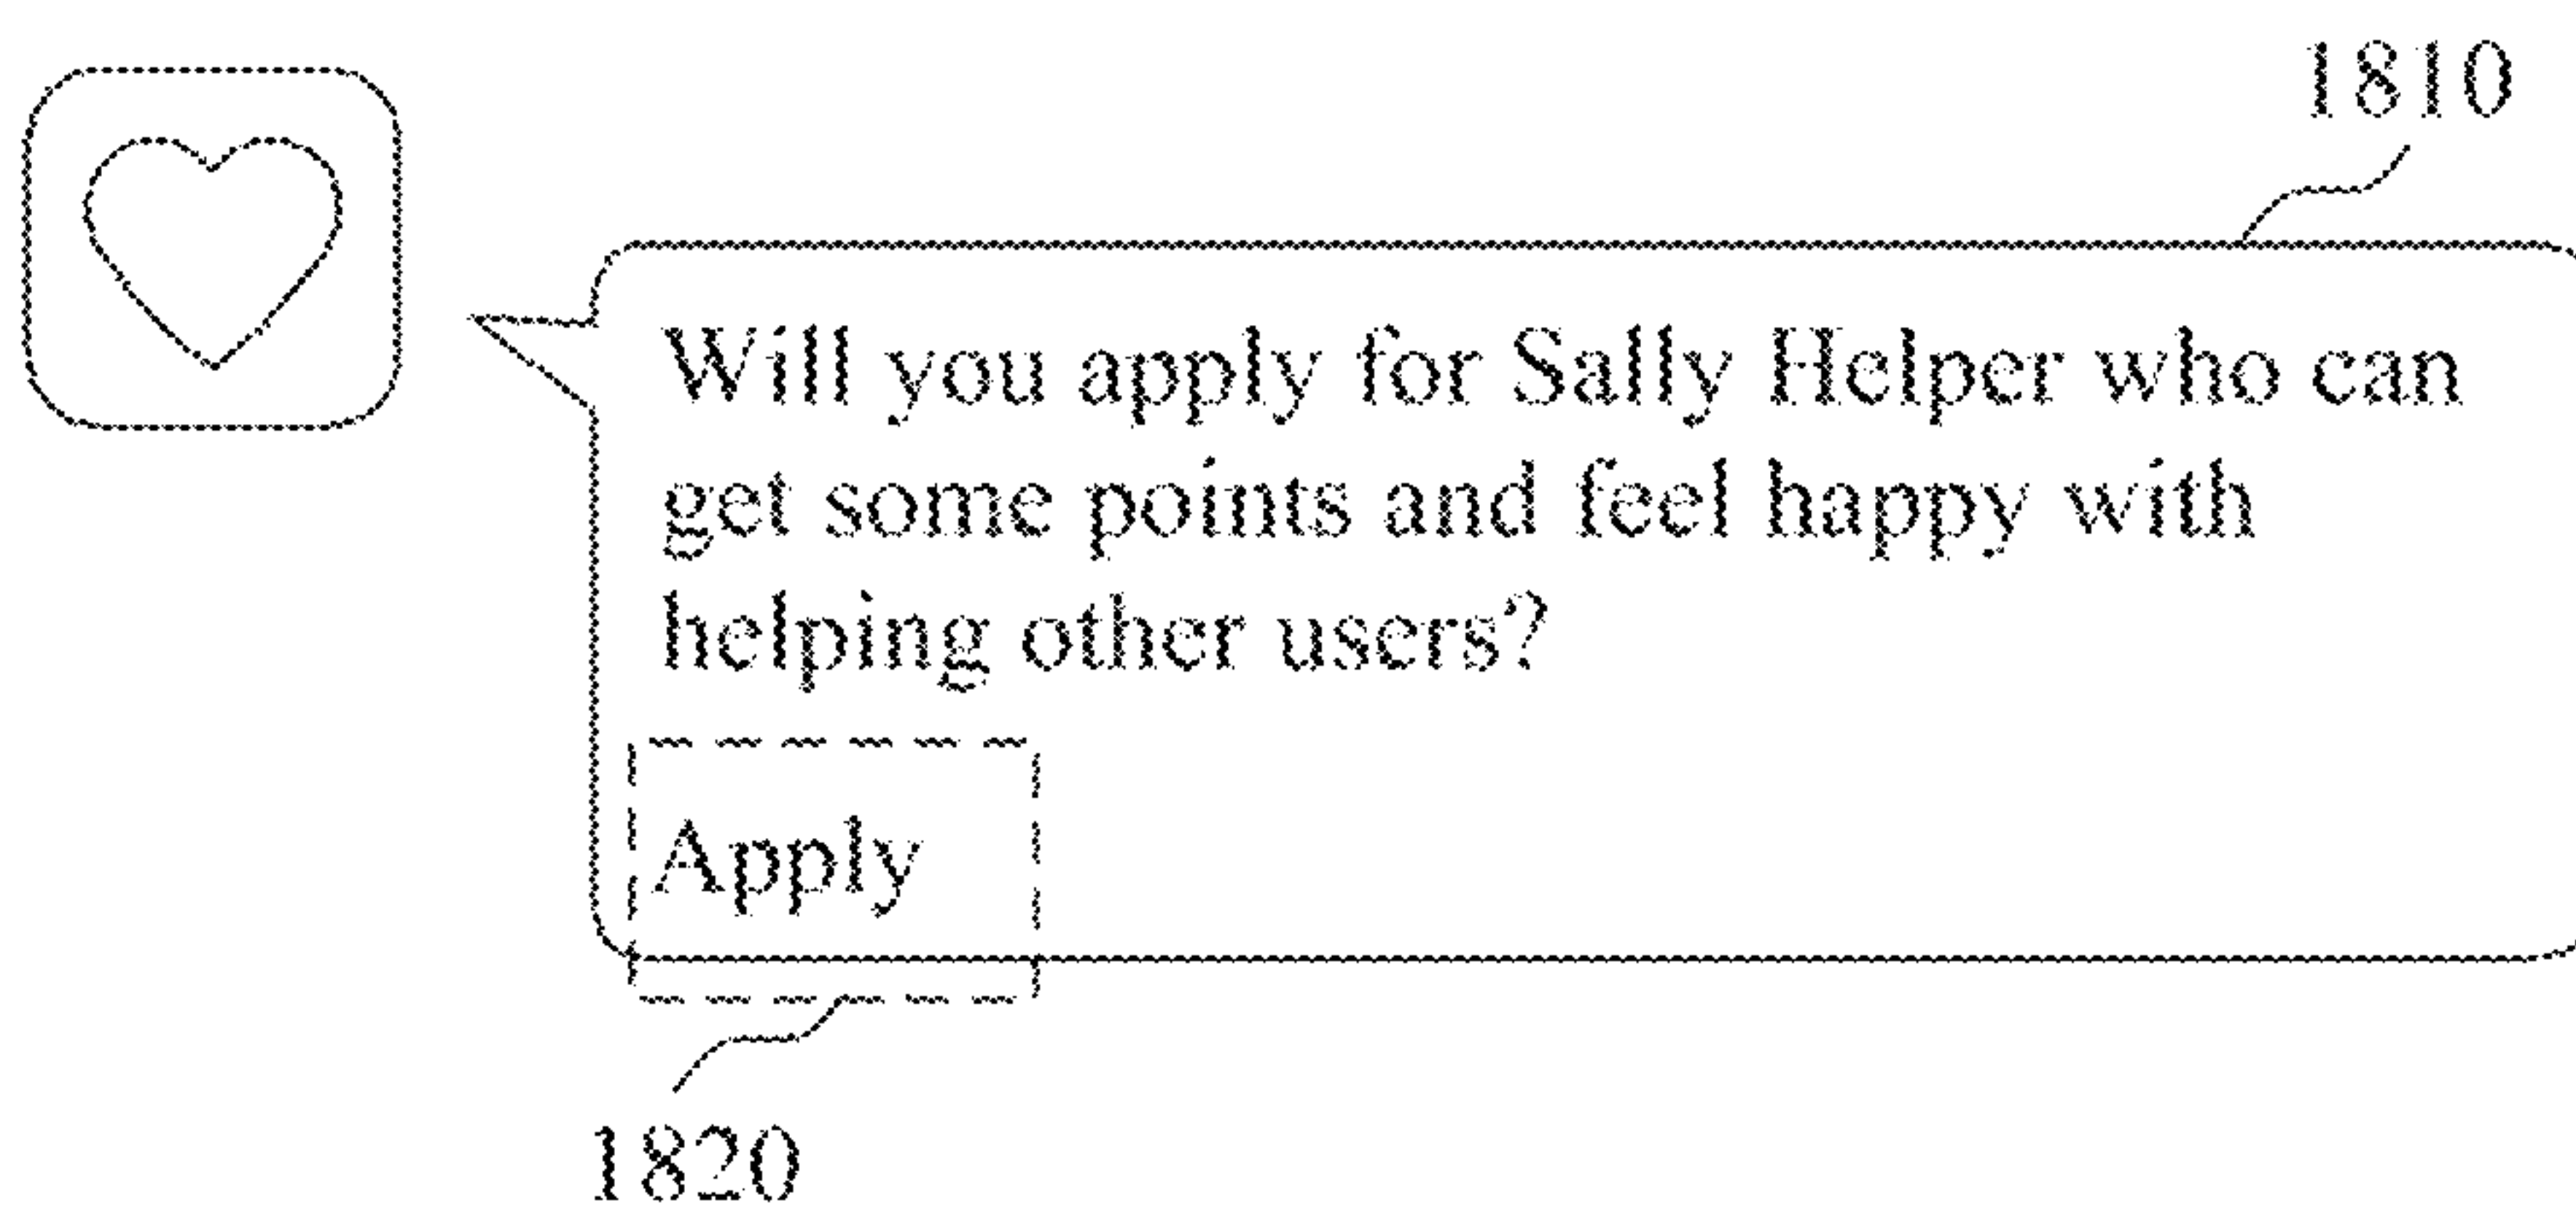 1810
Will you apply for Sally Helper who can
get some points and feel happy with
helping other users?
Apply
1820